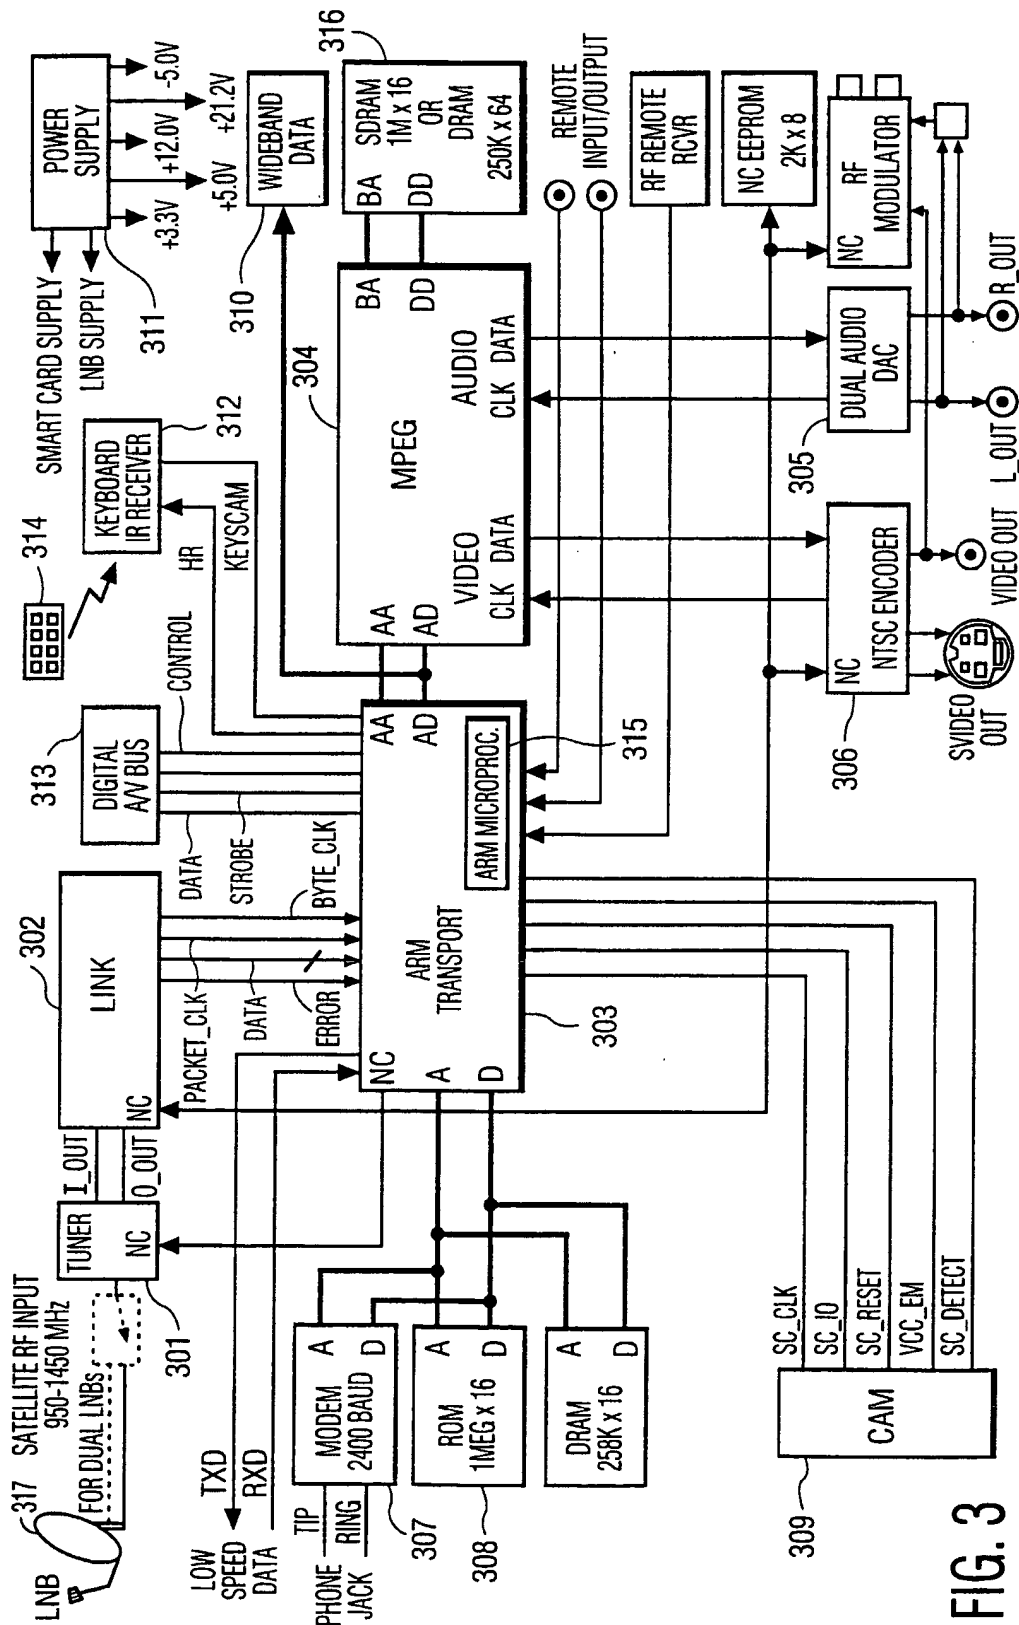 LNB
317
SATELLITE RF INPUT
950-1450 MHz
FOR DUAL LNBs
301
TUNER
NC
I_OUT
O_OUT
302
LINK
NC
PACKET_CLK
DATA
ERROR
BYTE_CLK
313
DIGITAL
A/V BUS
DATA
STROBE
CONTROL
314
KEYBOARD
IR RECEIVER
312
HR
KEYSCAM
SMART CARD SUPPLY
LNB SUPPLY
311
POWER
SUPPLY
+3.3V
+5.0V
+12.0V
+21.2V
-5.0V
LOW
SPEED
DATA
TXD
RXD
PHONE
JACK
TIP
RING
MODEM
2400 BAUD
A
D
307
ROM
1MEG x 16
A
D
308
DRAM
258K x 16
A
D
NC
A
D
ARM
TRANSPORT
303
AA
AD
ARM MICROPROC.
315
304
MPEG
AA
AD
VIDEO
CLK DATA
AUDIO
CLK DATA
BA
DD
310
WIDEBAND
DATA
BA
DD
SDRAM
1M x 16
OR
DRAM
250K x 64
316
REMOTE
INPUT/OUTPUT
RF REMOTE
RCVR
NC EEPROM
2K x 8
CAM
309
SC_CLK
SC_IO
SC_RESET
VCC_EM
SC_DETECT
306
NC
NTSC ENCODER
SVIDEO
OUT
VIDEO OUT
305
DUAL AUDIO
DAC
L_OUT
R_OUT
NC
RF
MODULATOR
FIG. 3